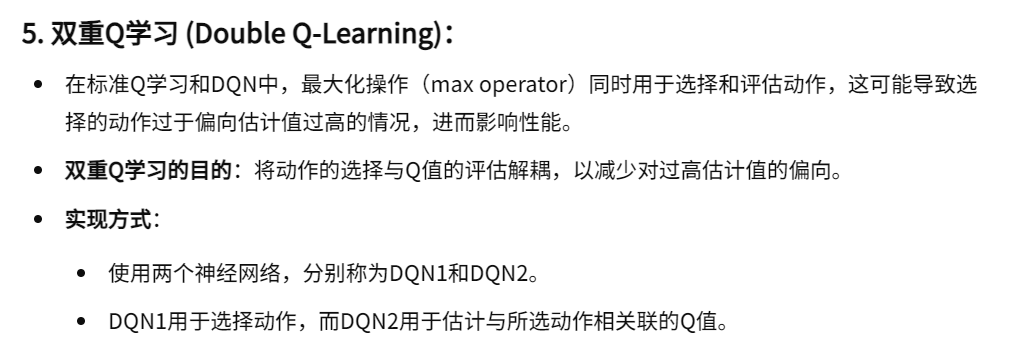 5. 双重Q学习 (Double Q-Learning)：
在标准Q学习和DQN中，最大化操作（max operator）同时用于选择和评估动作，这可能导致选
择的动作过于偏向估计值过高的情况，进而影响性能。
双重Q学习的目的：将动作的选择与Q值的评估解耦，以减少对过高估计值的偏向。
实现方式：
使用两个神经网络，分别称为DQN1和DQN2。
DQN1用于选择动作，而DQN2用于估计与所选动作相关联的Q值。